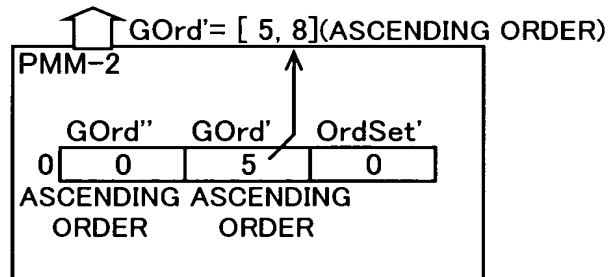 GOrd'= [ 5, 8](ASCENDING ORDER)
PMM-2
GOrd'' GOrd' OrdSet'
0 0 5 0
ASCENDING ASCENDING
ORDER ORDER